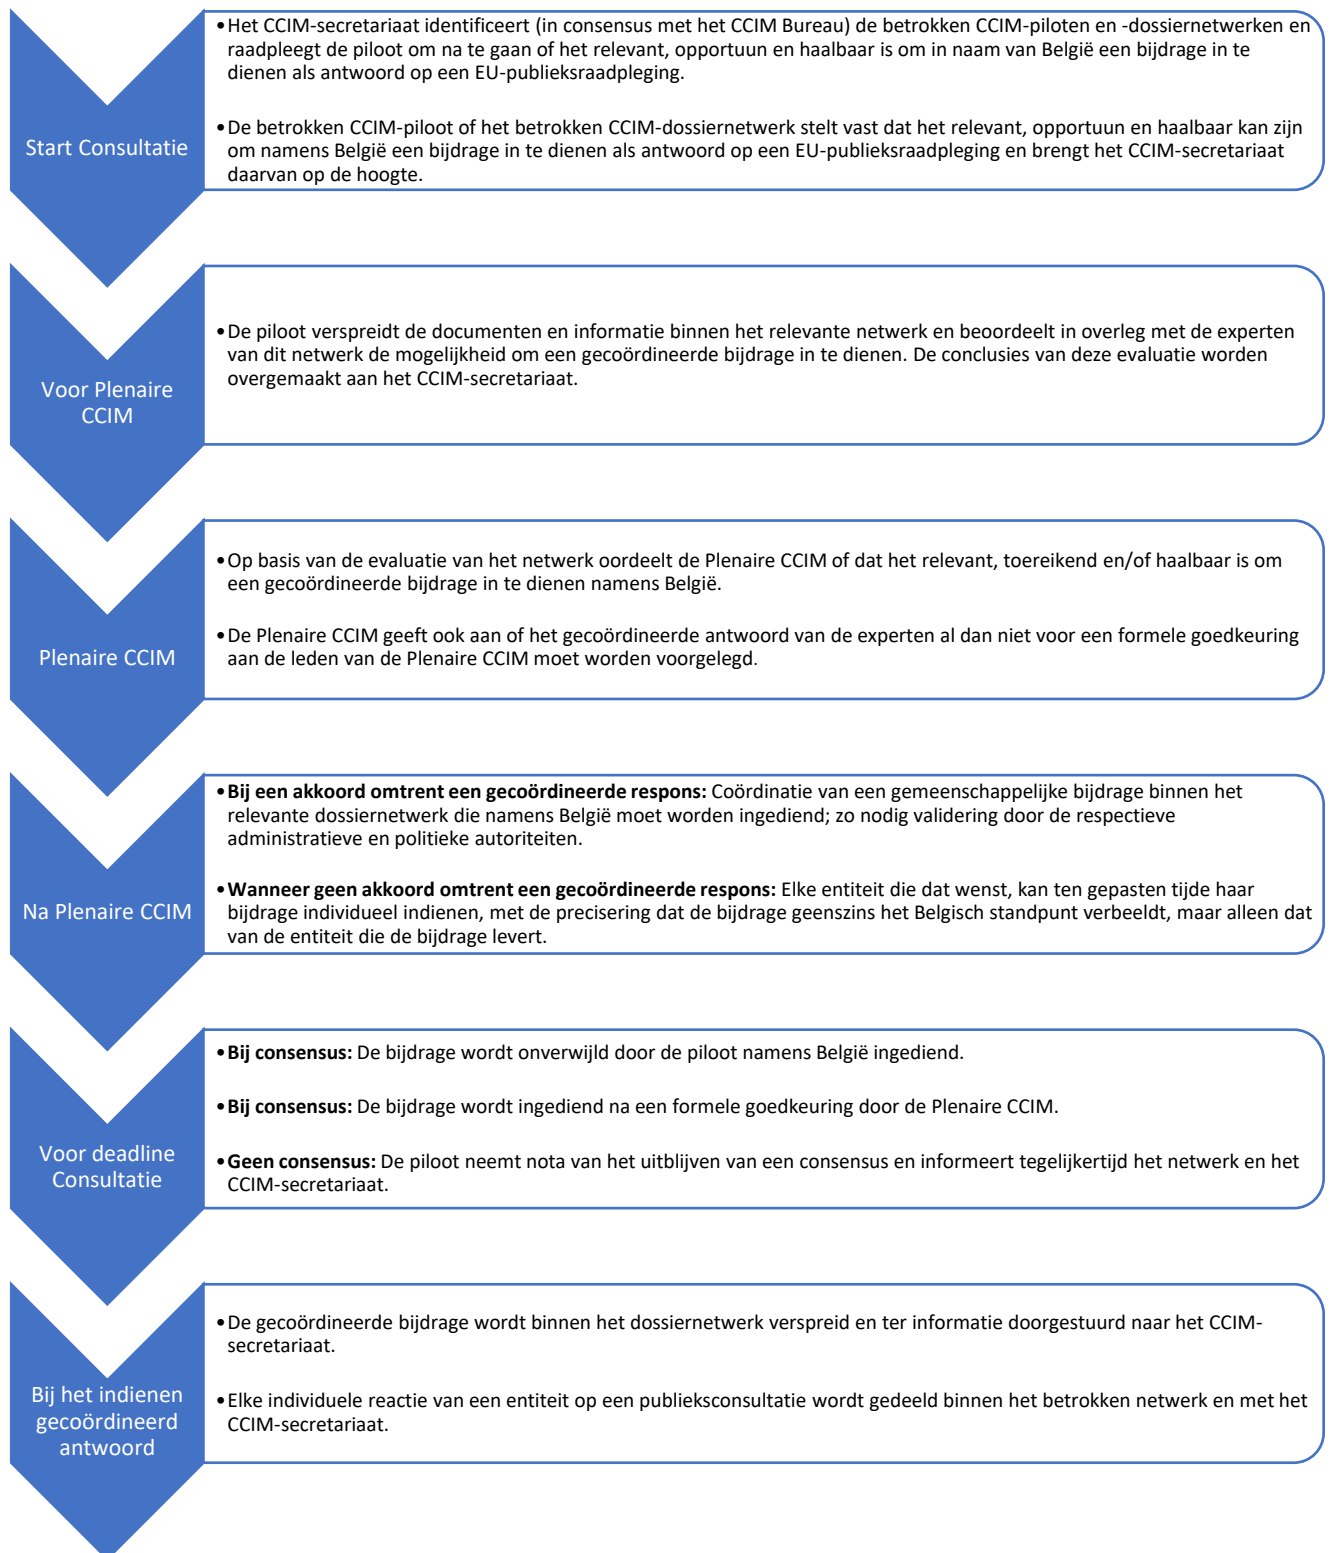 Start Consultatie
•Het CCIM-secretariaat identificeert (in consensus met het CCIM Bureau) de betrokken CCIM-piloten en -dossiernetwerken en
raadpleegt de piloot om na te gaan of het relevant, opportuun en haalbaar is om in naam van België een bijdrage in te
dienen als antwoord op een EU-publieksraadpleging.
•De betrokken CCIM-piloot of het betrokken CCIM-dossiernetwerk stelt vast dat het relevant, opportuun en haalbaar kan zijn
om namens België een bijdrage in te dienen als antwoord op een EU-publieksraadpleging en brengt het CCIM-secretariaat
daarvan op de hoogte.
Voor Plenaire
CCIM
•De piloot verspreidt de documenten en informatie binnen het relevante netwerk en beoordeelt in overleg met de experten
van dit netwerk de mogelijkheid om een gecoördineerde bijdrage in te dienen. De conclusies van deze evaluatie worden
overgemaakt aan het CCIM-secretariaat.
Plenaire CCIM
•Op basis van de evaluatie van het netwerk oordeelt de Plenaire CCIM of dat het relevant, toereikend en/of haalbaar is om
een gecoördineerde bijdrage in te dienen namens België.
•De Plenaire CCIM geeft ook aan of het gecoördineerde antwoord van de experten al dan niet voor een formele goedkeuring
aan de leden van de Plenaire CCIM moet worden voorgelegd.
Na Plenaire CCIM
•Bij een akkoord omtrent een gecoördineerde respons: Coördinatie van een gemeenschappelijke bijdrage binnen het
relevante dossiernetwerk die namens België moet worden ingediend; zo nodig validering door de respectieve
administratieve en politieke autoriteiten.
•Wanneer geen akkoord omtrent een gecoördineerde respons: Elke entiteit die dat wenst, kan ten gepasten tijde haar
bijdrage individueel indienen, met de precisering dat de bijdrage geenszins het Belgisch standpunt verbeeldt, maar alleen dat
van de entiteit die de bijdrage levert.
Voor deadline
Consultatie
•Bij consensus: De bijdrage wordt onverwijld door de piloot namens België ingediend.
•Bij consensus: De bijdrage wordt ingediend na een formele goedkeuring door de Plenaire CCIM.
•Geen consensus: De piloot neemt nota van het uitblijven van een consensus en informeert tegelijkertijd het netwerk en het
CCIM-secretariaat.
Bij het indienen
gecoördineerd
antwoord
•De gecoördineerde bijdrage wordt binnen het dossiernetwerk verspreid en ter informatie doorgestuurd naar het CCIM-
secretariaat.
•Elke individuele reactie van een entiteit op een publieksconsultatie wordt gedeeld binnen het betrokken netwerk en met het
CCIM-secretariaat.